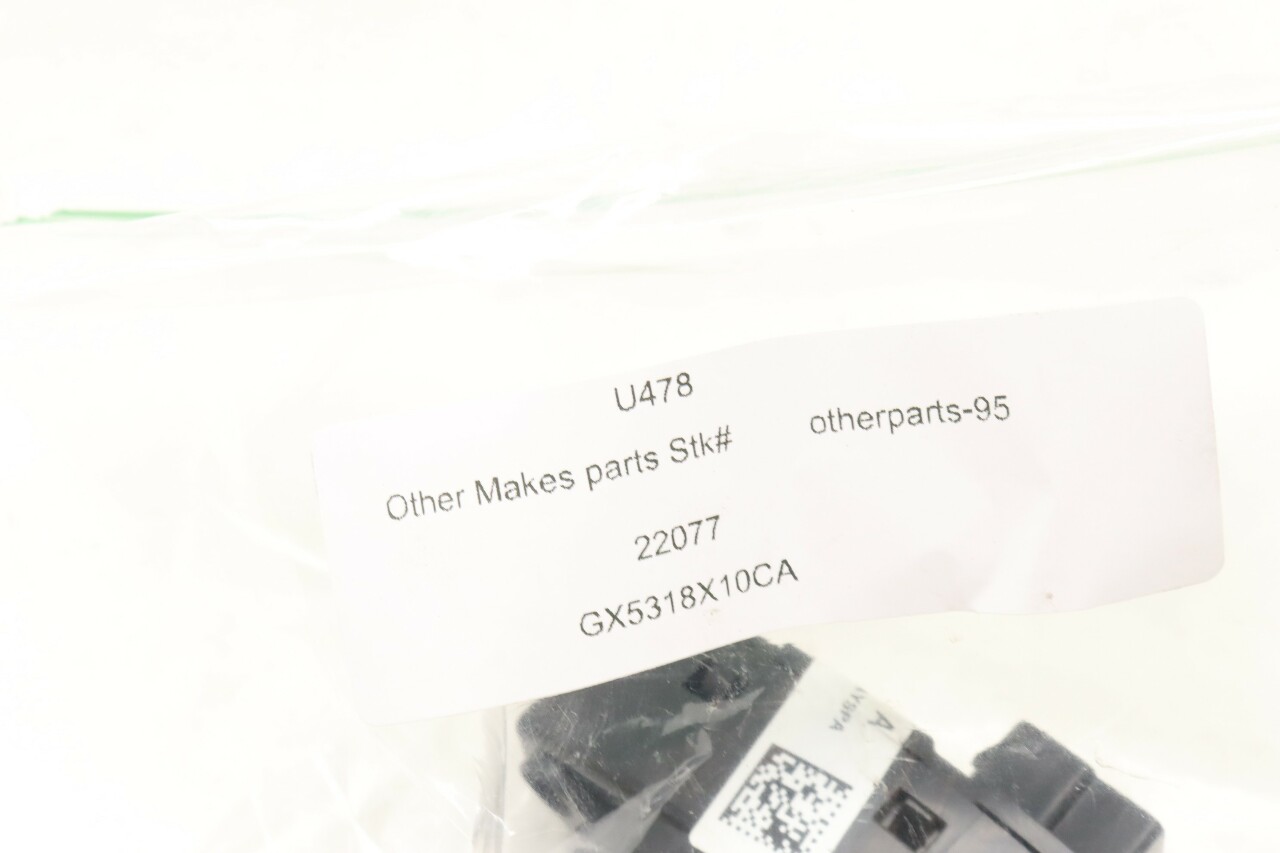 U478
Other Makes parts Stk# otherparts-95
22077
GX5318X10CA
A